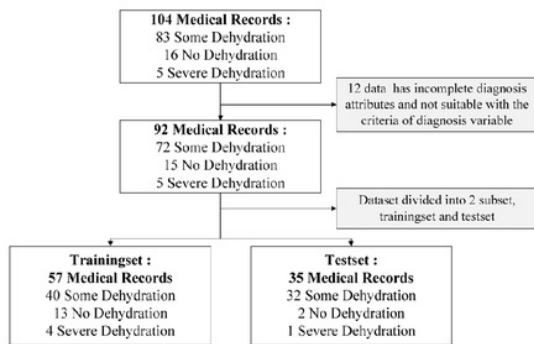 104 Medical Records :
83 Some Dehydration
16 No Dehydration
5 Severe Dehydration
12 data has incomplete diagnosis
attributes and not suitable with the
criteria of diagnosis variable
92 Medical Records :
72 Some Dehydration
15 No Dehydration
5 Severe Dehydration
Dataset divided into 2 subset,
trainingset and testset
Trainingset :
57 Medical Records
40 Some Dehydration
13 No Dehydration
4 Severe Dehydration
Testset :
35 Medical Records
32 Some Dehydration
2 No Dehydration
1 Severe Dehydration